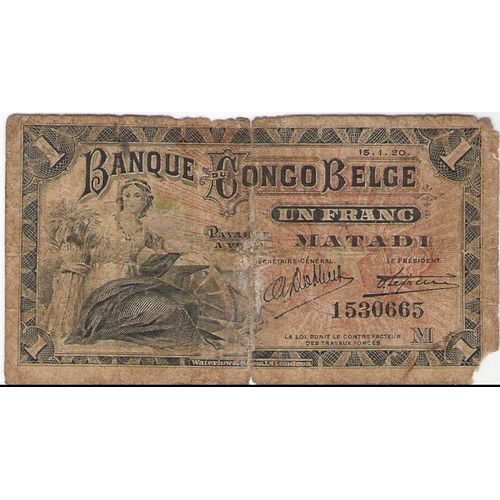 1 1
15.1.20.
BANQUE DU CONGO BELGE
UN FRANC
MATADI
LE PRÉSIDENT
1530665
M
LA LOI PUNIT LE CONTREFACTEUR
DES TRAVAUX FORCÉS
1 1